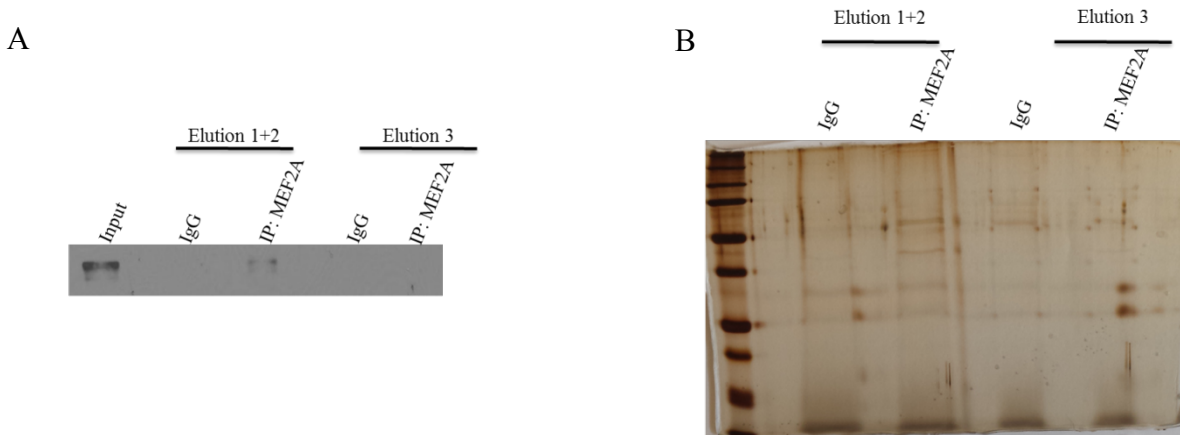 A
Elution 1+2
Elution 3
Input
IgG
IP: MEF2A
IgG
IP: MEF2A
B
Elution 1+2
Elution 3
IgG
IP: MEF2A
IgG
IP: MEF2A